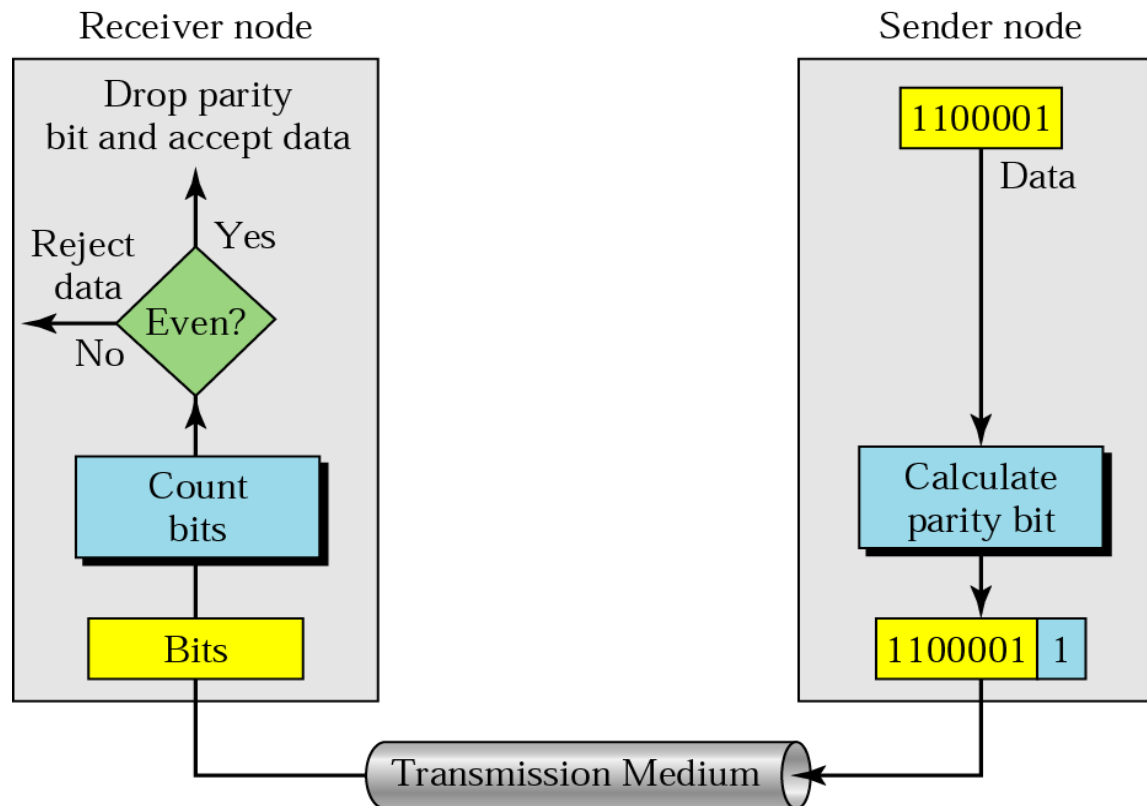 Receiver node
Drop parity
bit and accept data
Yes
Reject
data
No
Even?
Count
bits
Bits
Transmission Medium
Sender node
1100001
Data
Calculate
parity bit
1100001 1